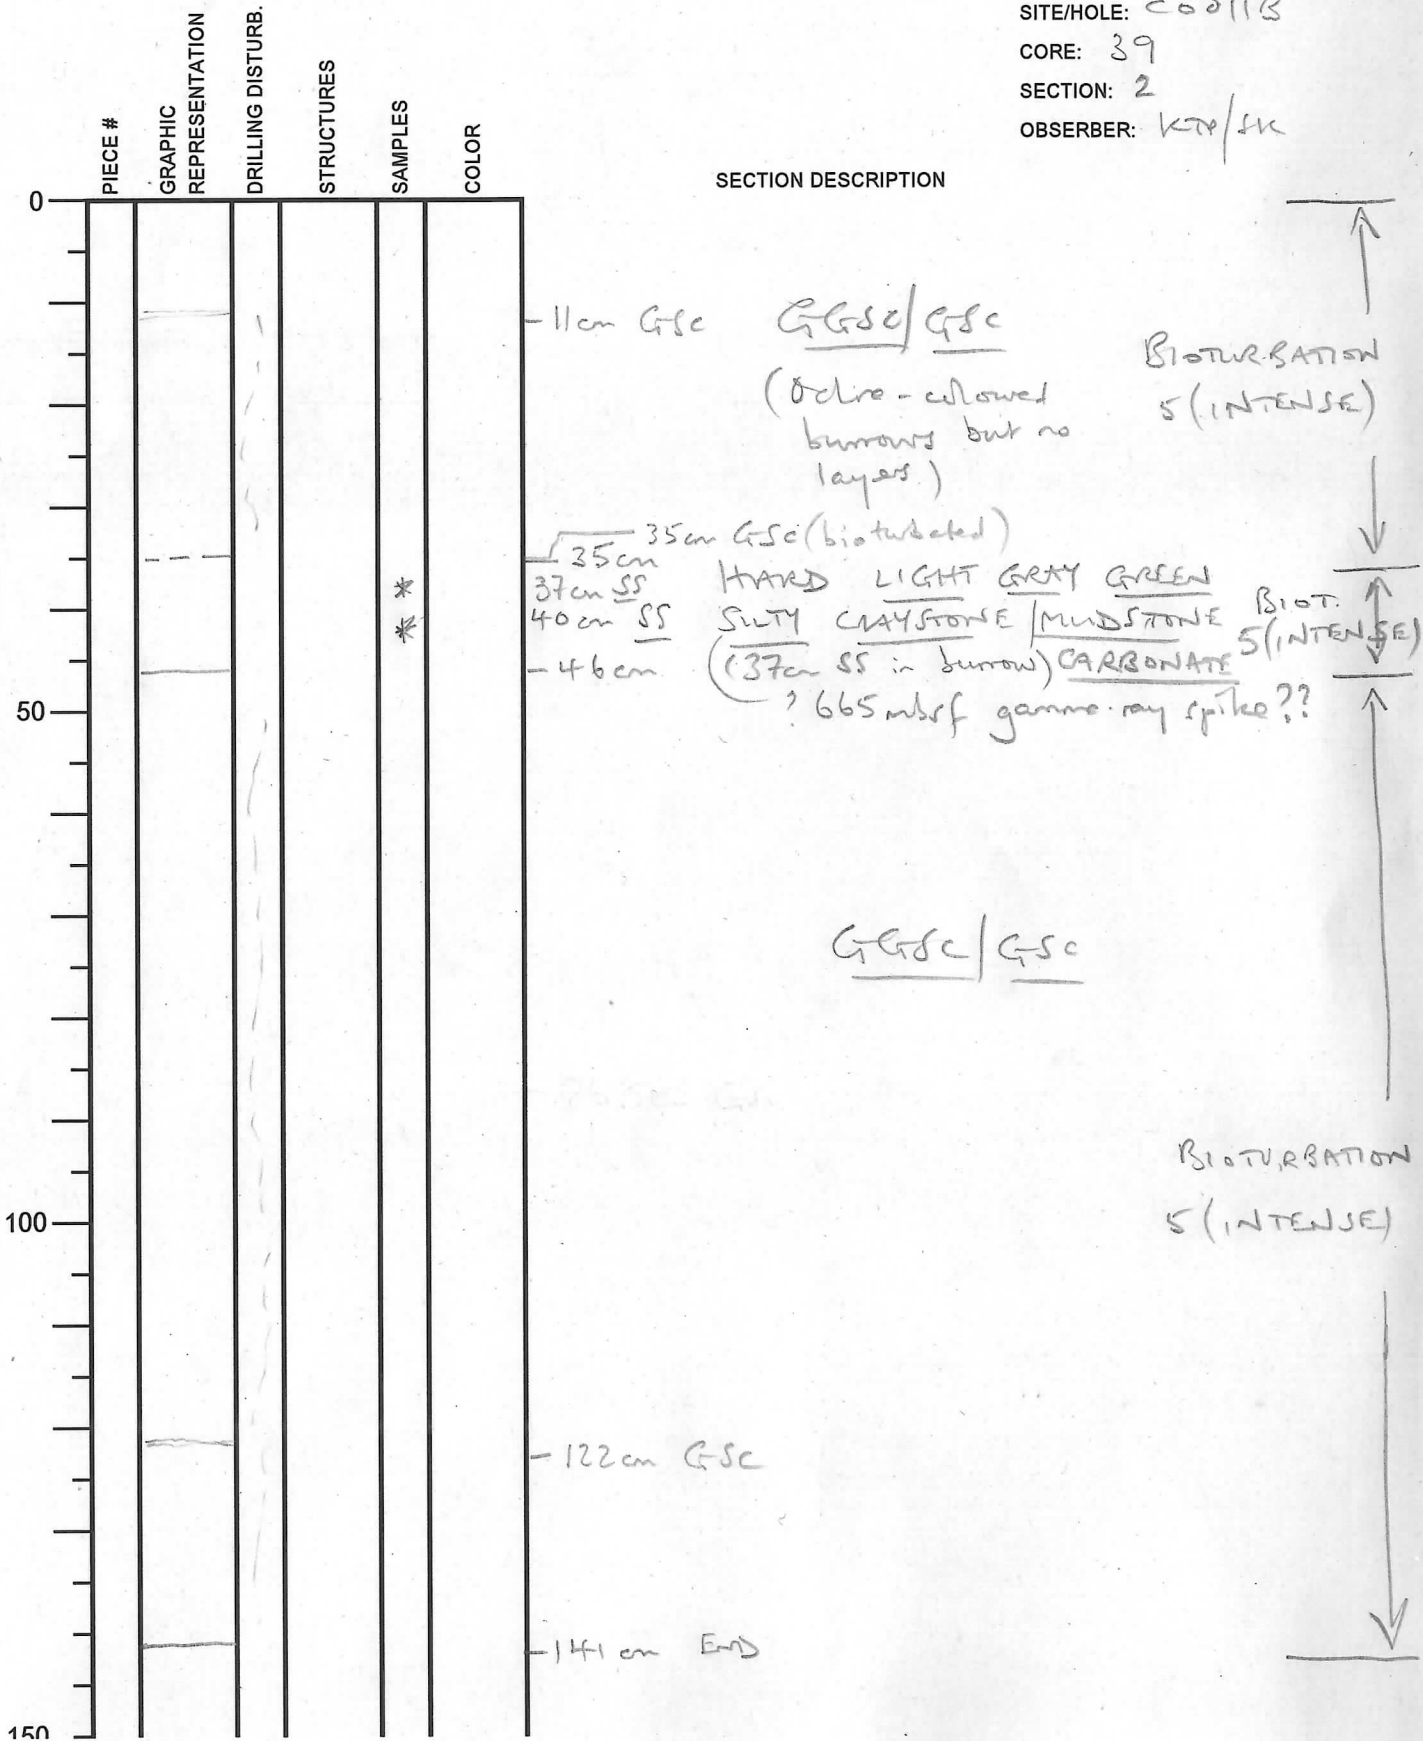 SITE/HOLE: C0011B
CORE: 39
SECTION: 2
OBSERBER:
PIECE #
GRAPHIC
REPRESENTATION
DRILLING DISTURB.
STRUCTURES
SAMPLES
COLOR
SECTION DESCRIPTION
0
-11cm GSc GGSc/GSc
(Ochre-coloured
burrows but no
layers)
BIOTURBATION
5 (INTENSE)
35cm GSc (bioturbated)
35cm
37cm SS HARD LIGHT GRAY GREEN
40cm SS SILTY CLAYSTONE/MUDSTONE
BIOT.
5 (INTENSE)
-46cm (37cm SS in burrow) CARBONATE
? 665 mbsf gamma-ray spike??
50
GGSc/GSc
BIOTURBATION
5 (INTENSE)
100
-122cm GSc
-141cm END
150